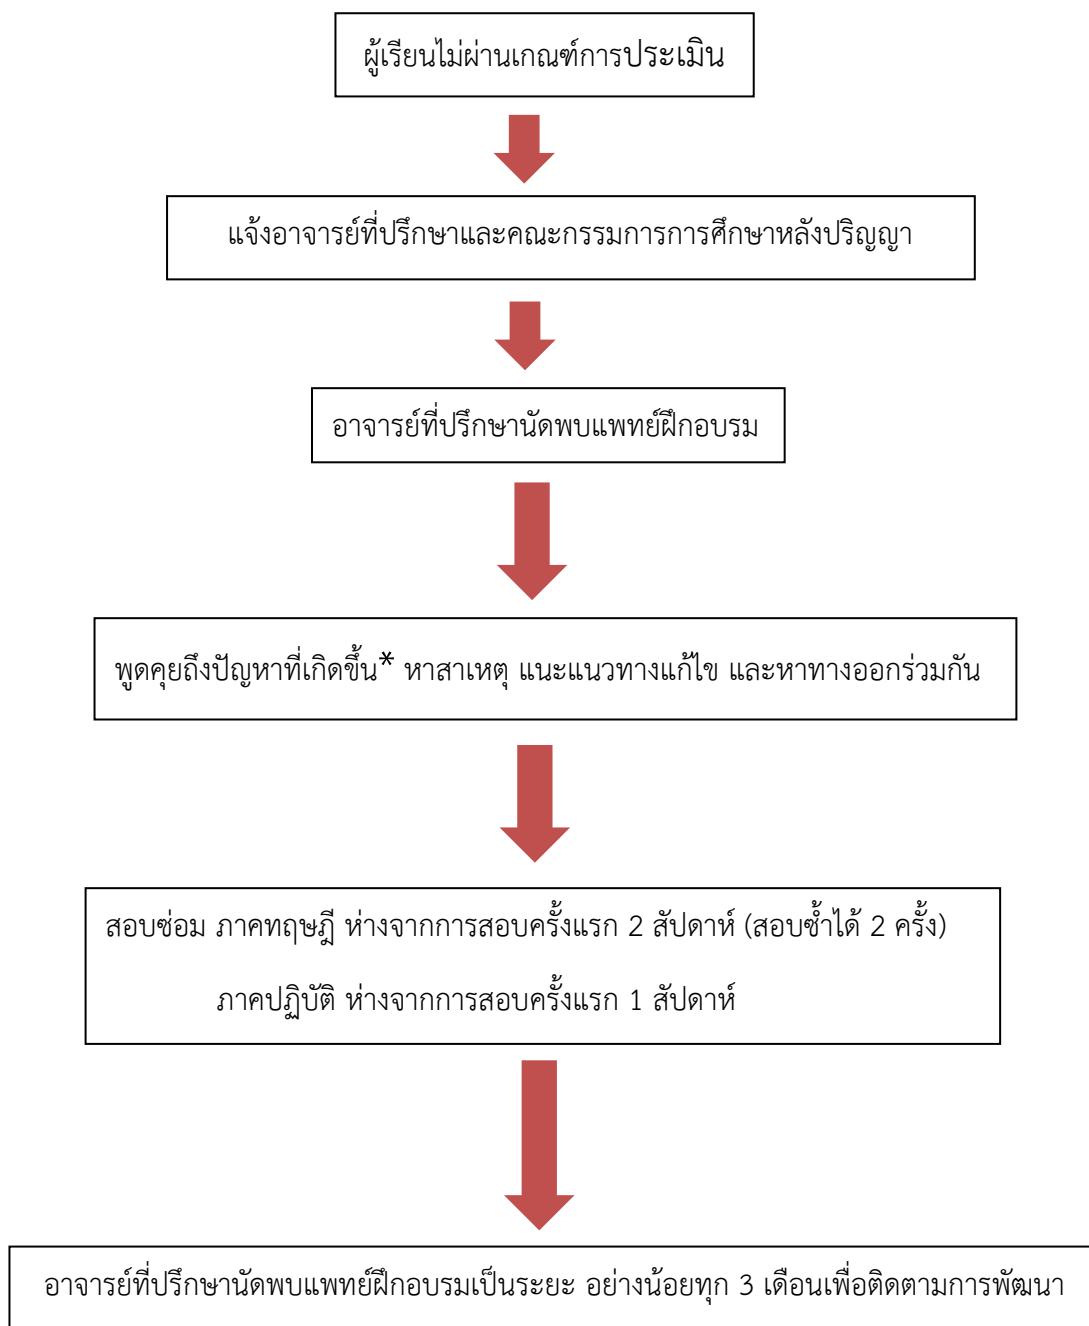 ผู้เรียนไม่ผ่านเกณฑ์การประเมิน
แจ้งอาจารย์ที่ปรึกษาและคณะกรรมการการศึกษาหลังปริญญา
อาจารย์ที่ปรึกษานัดพบแพทย์ฝึกอบรม
พูดคุยถึงปัญหาที่เกิดขึ้น* หาสาเหตุ แนะแนวทางแก้ไข และหาทางออกร่วมกัน
สอบซ่อม ภาคทฤษฎี ห่างจากการสอบครั้งแรก 2 สัปดาห์ (สอบซ้ำได้ 2 ครั้ง)
ภาคปฏิบัติ ห่างจากการสอบครั้งแรก 1 สัปดาห์
อาจารย์ที่ปรึกษานัดพบแพทย์ฝึกอบรมเป็นระยะ อย่างน้อยทุก 3 เดือนเพื่อติดตามการพัฒนา